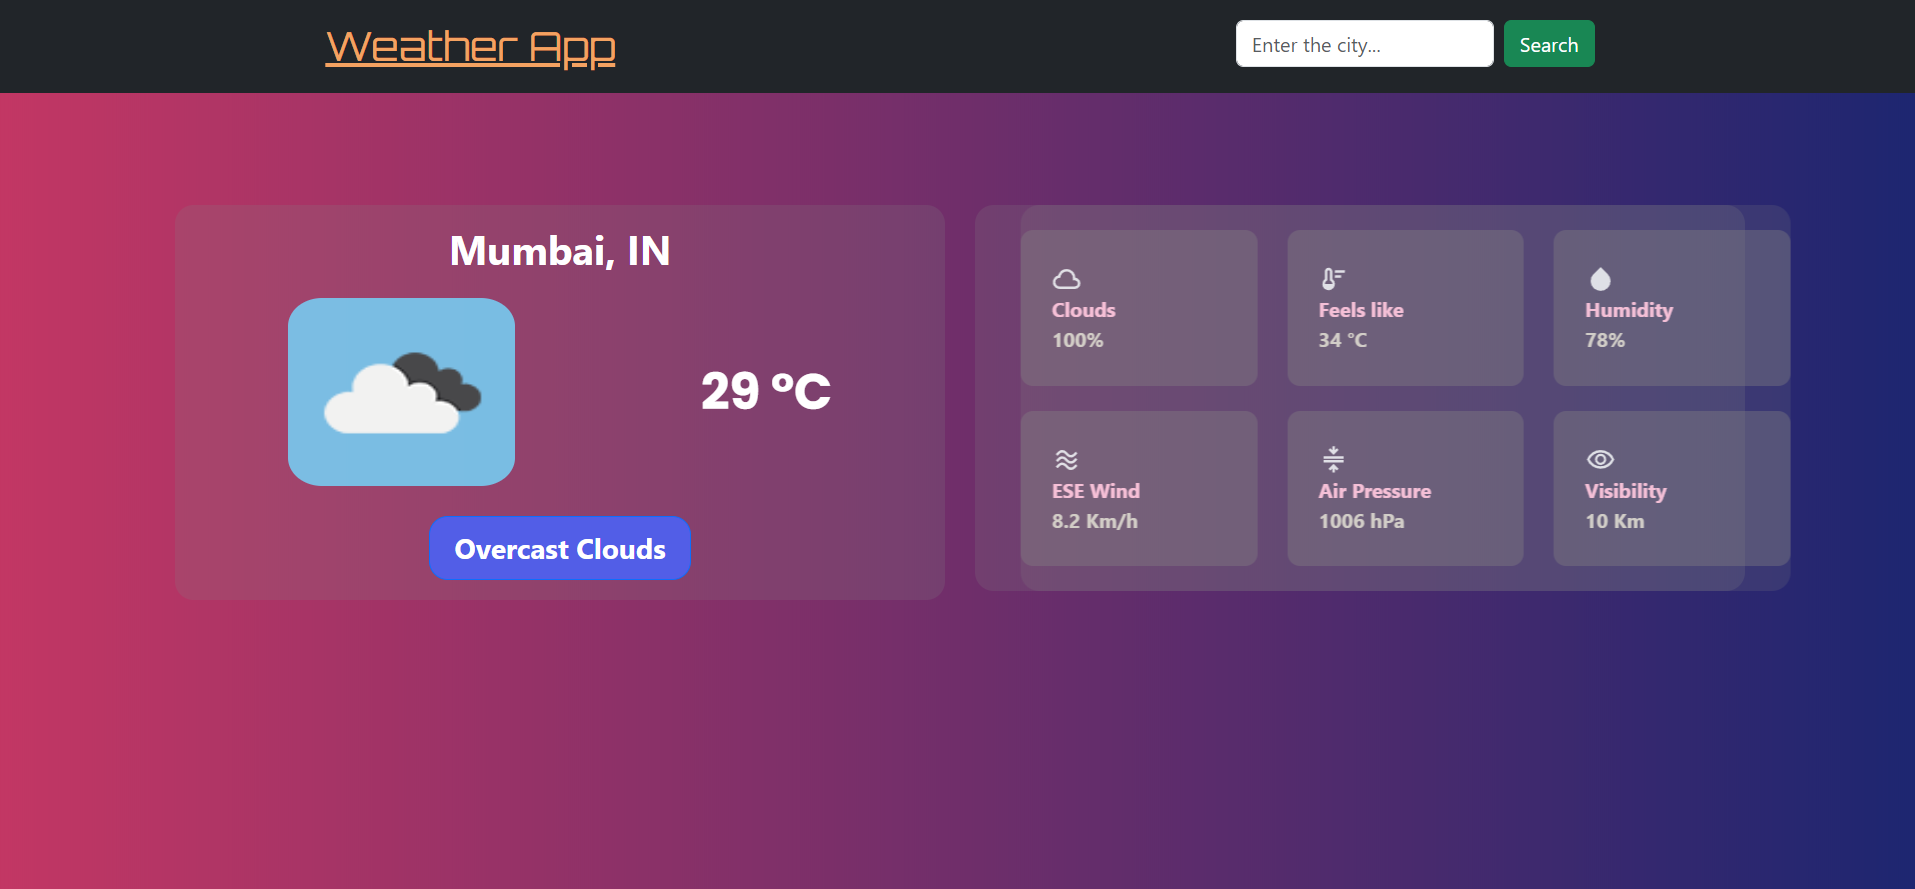 Weather App
Enter the city...
Search
Mumbai, IN
29 °C
Overcast Clouds
Clouds
100%
Feels like
34 °C
Humidity
78%
ESE Wind
8.2 Km/h
Air Pressure
1006 hPa
Visibility
10 Km